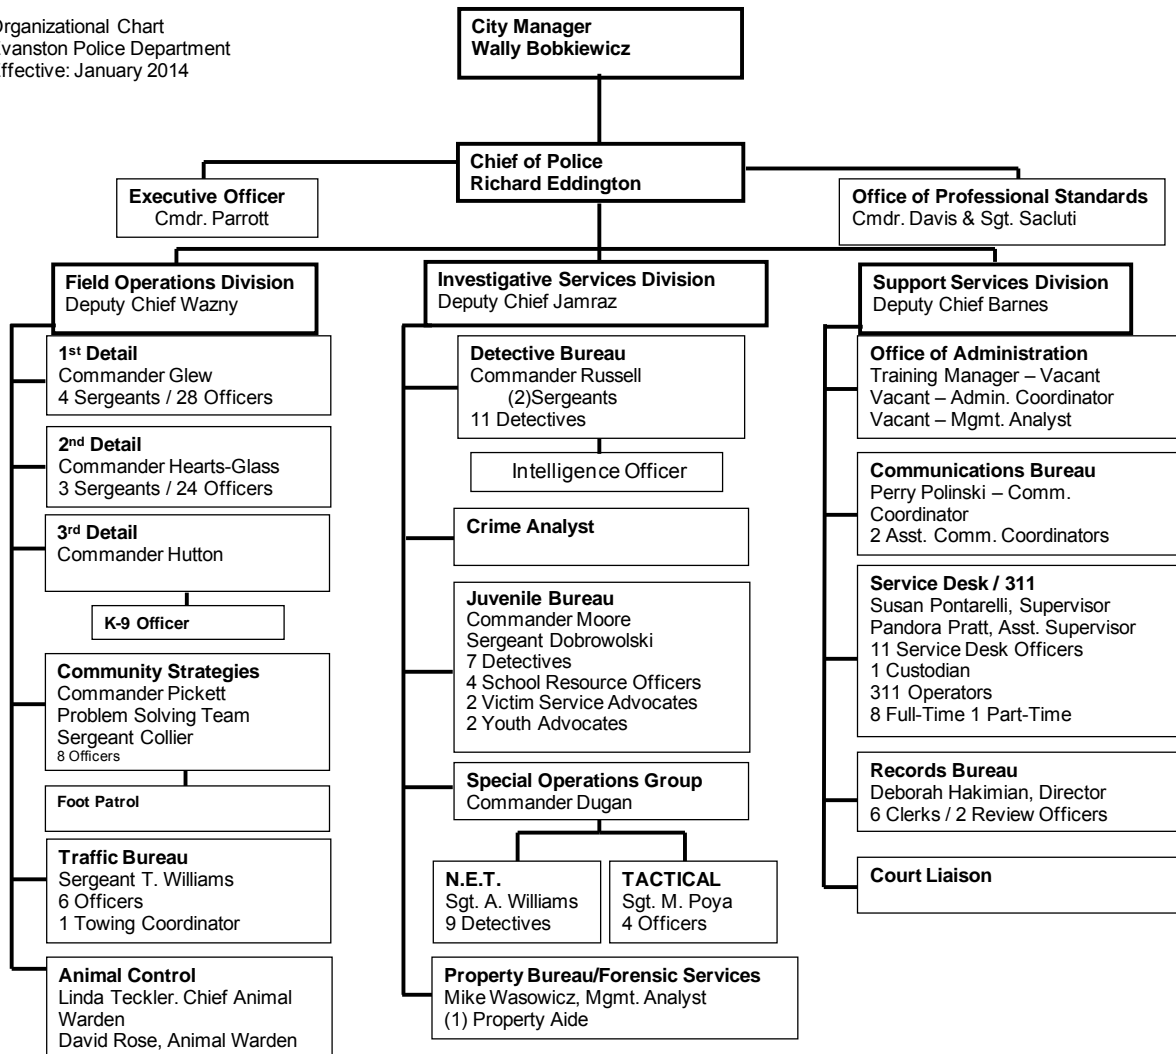 Organizational Chart
Evanston Police Department
Effective: January 2014
City Manager
Wally Bobkiewicz
Chief of Police
Richard Eddington
Executive Officer
Cmdr. Parrott
Office of Professional Standards
Cmdr. Davis & Sgt. Sacluti
Field Operations Division
Deputy Chief Wazny
1st Detail
Commander Glew
4 Sergeants / 28 Officers
2nd Detail
Commander Hearts-Glass
3 Sergeants / 24 Officers
3rd Detail
Commander Hutton
K-9 Officer
Community Strategies
Commander Pickett
Problem Solving Team
Sergeant Collier
8 Officers
Foot Patrol
Traffic Bureau
Sergeant T. Williams
6 Officers
1 Towing Coordinator
Animal Control
Linda Teckler. Chief Animal
Warden
David Rose, Animal Warden
Investigative Services Division
Deputy Chief Jamraz
Detective Bureau
Commander Russell
(2)Sergeants
11 Detectives
Intelligence Officer
Crime Analyst
Juvenile Bureau
Commander Moore
Sergeant Dobrowolski
7 Detectives
4 School Resource Officers
2 Victim Service Advocates
2 Youth Advocates
Special Operations Group
Commander Dugan
N.E.T.
Sgt. A. Williams
9 Detectives
TACTICAL
Sgt. M. Poya
4 Officers
Property Bureau/Forensic Services
Mike Wasowicz, Mgmt. Analyst
(1) Property Aide
Support Services Division
Deputy Chief Barnes
Office of Administration
Training Manager – Vacant
Vacant – Admin. Coordinator
Vacant – Mgmt. Analyst
Communications Bureau
Perry Polinski – Comm.
Coordinator
2 Asst. Comm. Coordinators
Service Desk / 311
Susan Pontarelli, Supervisor
Pandora Pratt, Asst. Supervisor
11 Service Desk Officers
1 Custodian
311 Operators
8 Full-Time 1 Part-Time
Records Bureau
Deborah Hakimian, Director
6 Clerks / 2 Review Officers
Court Liaison